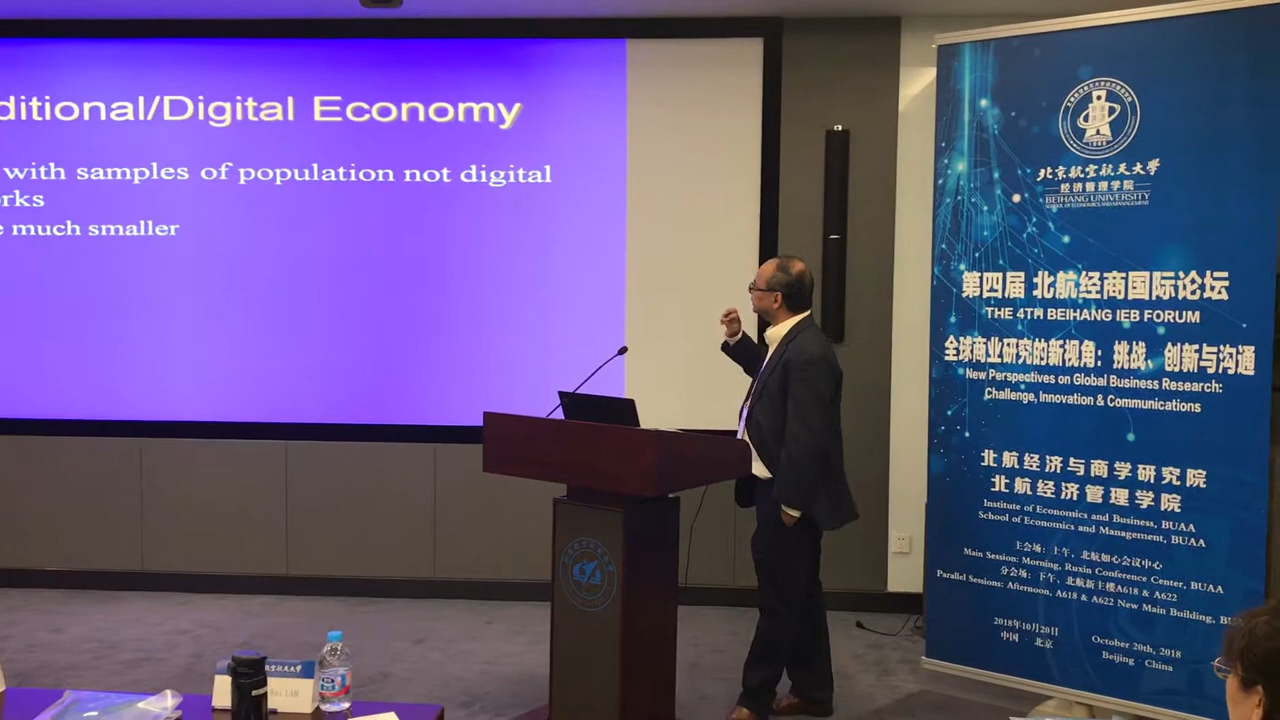 ditional/Digital Economy
with samples of population not digital
rks
e much smaller
北京航空航天大学
经济管理学院
BEIHANG UNIVERSITY
SCHOOL OF ECONOMICS AND MANAGEMENT
第四届 北航经商国际论坛
THE 4TH BEIHANG IEB FORUM
全球商业研究的新视角：挑战、创新与沟通
New Perspectives on Global Business Research:
Challenge, Innovation & Communications
北航经济与商学研究院
北航经济管理学院
Institute of Economics and Business, BUAA
School of Economics and Management, BUAA
主会场：上午，北航如心会议中心
Main Session: Morning, Ruxin Conference Center, BUAA
分会场：下午，北航新主楼A618 & A622
Parallel Sessions: Afternoon, A618 & A622 New Main Building,
2018年10月20日
中国 · 北京
October 20th, 2018
Beijing · China
航空航天大学
LAM